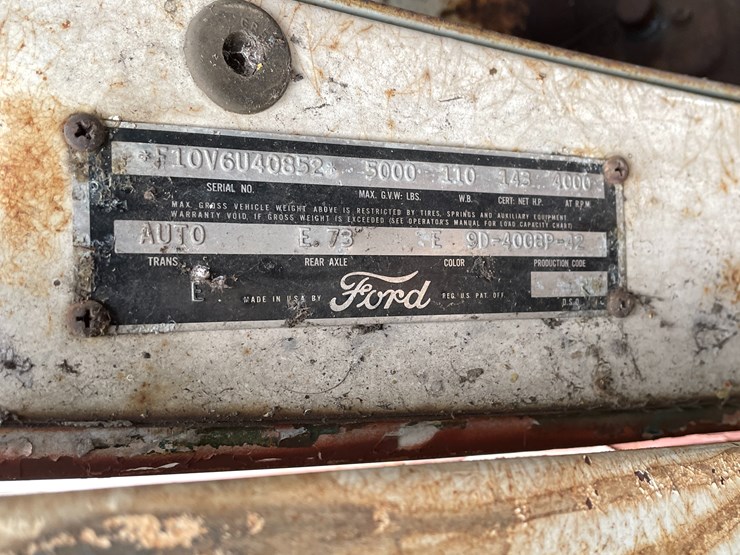 *F10V6U40852* 5000 110 143 4000
SERIAL NO. MAX. G.V.W: LBS. W.B. CERT: NET H.P. AT R.P.M.
MAX. GROSS VEHICLE WEIGHT ABOVE IS RESTRICTED BY TIRES, SPRINGS AND AUXILIARY EQUIPMENT
WARRANTY VOID, IF GROSS WEIGHT IS EXCEEDED (SEE OPERATOR'S MANUAL FOR LOAD CAPACITY CHART)
AUTO E.73 E 9D-4008P-42
TRANS REAR AXLE COLOR PRODUCTION CODE
E MADE IN U.S.A. BY Ford REG. U.S. PAT. OFF. D.S.O.